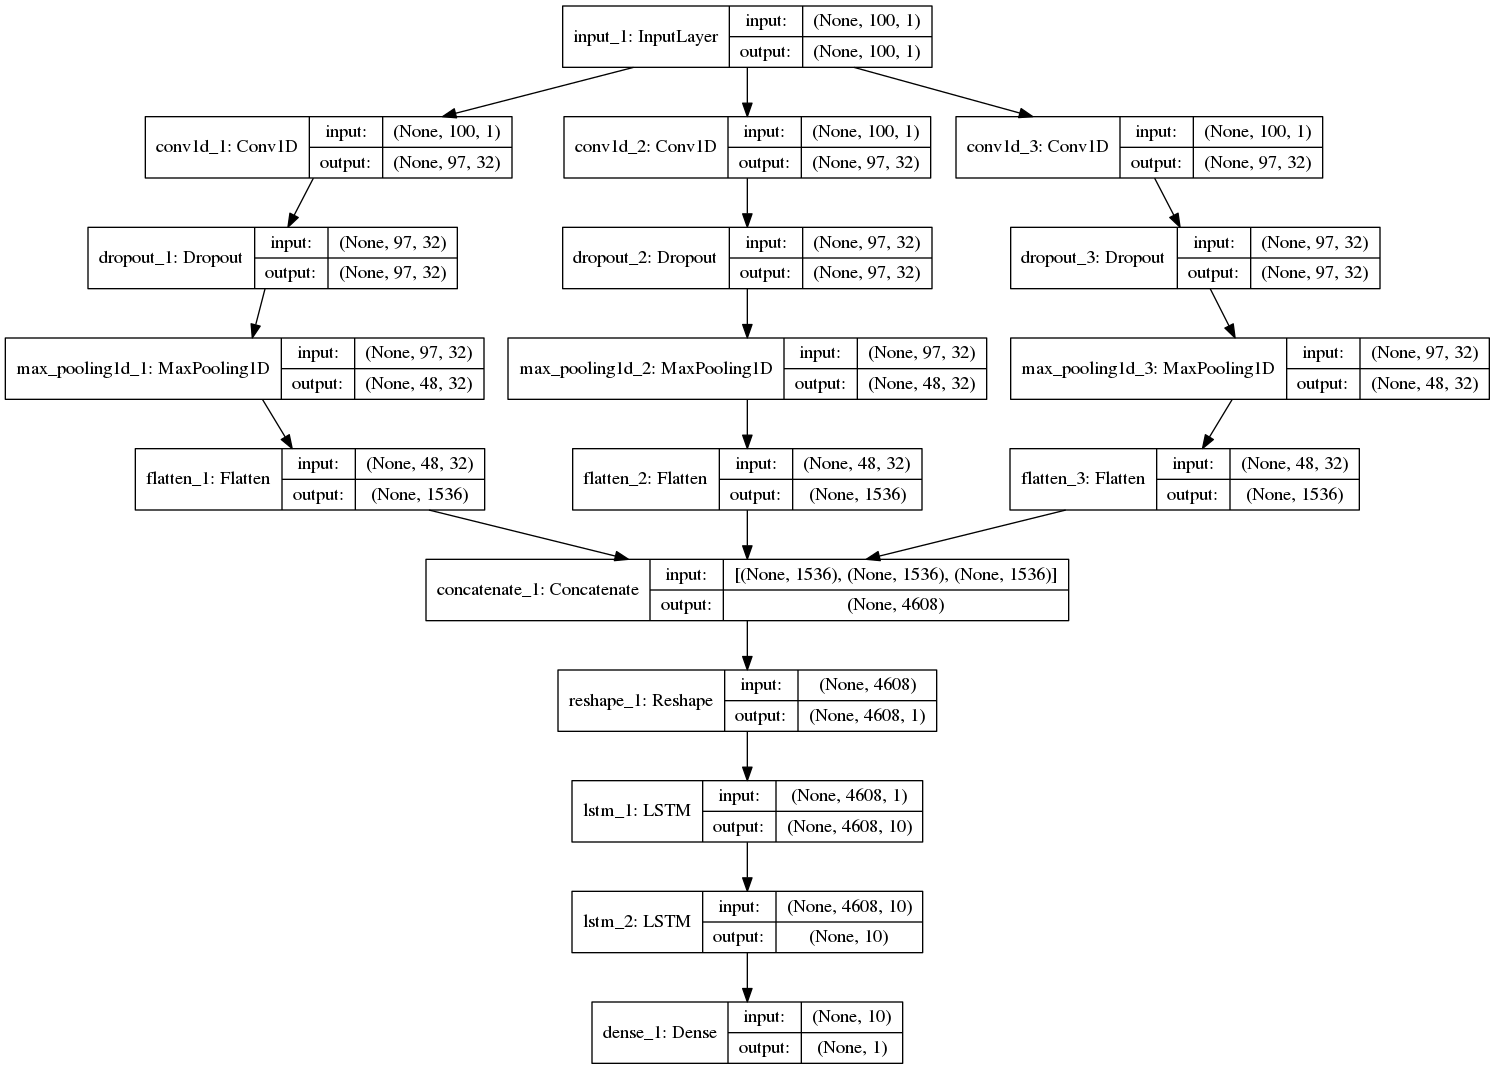 input_1: InputLayer
input: (None, 100, 1)
output: (None, 100, 1)
conv1d_1: Conv1D
input: (None, 100, 1)
output: (None, 97, 32)
conv1d_2: Conv1D
input: (None, 100, 1)
output: (None, 97, 32)
conv1d_3: Conv1D
input: (None, 100, 1)
output: (None, 97, 32)
dropout_1: Dropout
input: (None, 97, 32)
output: (None, 97, 32)
dropout_2: Dropout
input: (None, 97, 32)
output: (None, 97, 32)
dropout_3: Dropout
input: (None, 97, 32)
output: (None, 97, 32)
max_pooling1d_1: MaxPooling1D
input: (None, 97, 32)
output: (None, 48, 32)
max_pooling1d_2: MaxPooling1D
input: (None, 97, 32)
output: (None, 48, 32)
max_pooling1d_3: MaxPooling1D
input: (None, 97, 32)
output: (None, 48, 32)
flatten_1: Flatten
input: (None, 48, 32)
output: (None, 1536)
flatten_2: Flatten
input: (None, 48, 32)
output: (None, 1536)
flatten_3: Flatten
input: (None, 48, 32)
output: (None, 1536)
concatenate_1: Concatenate
input: [(None, 1536), (None, 1536), (None, 1536)]
output: (None, 4608)
reshape_1: Reshape
input: (None, 4608)
output: (None, 4608, 1)
lstm_1: LSTM
input: (None, 4608, 1)
output: (None, 4608, 10)
lstm_2: LSTM
input: (None, 4608, 10)
output: (None, 10)
dense_1: Dense
input: (None, 10)
output: (None, 1)